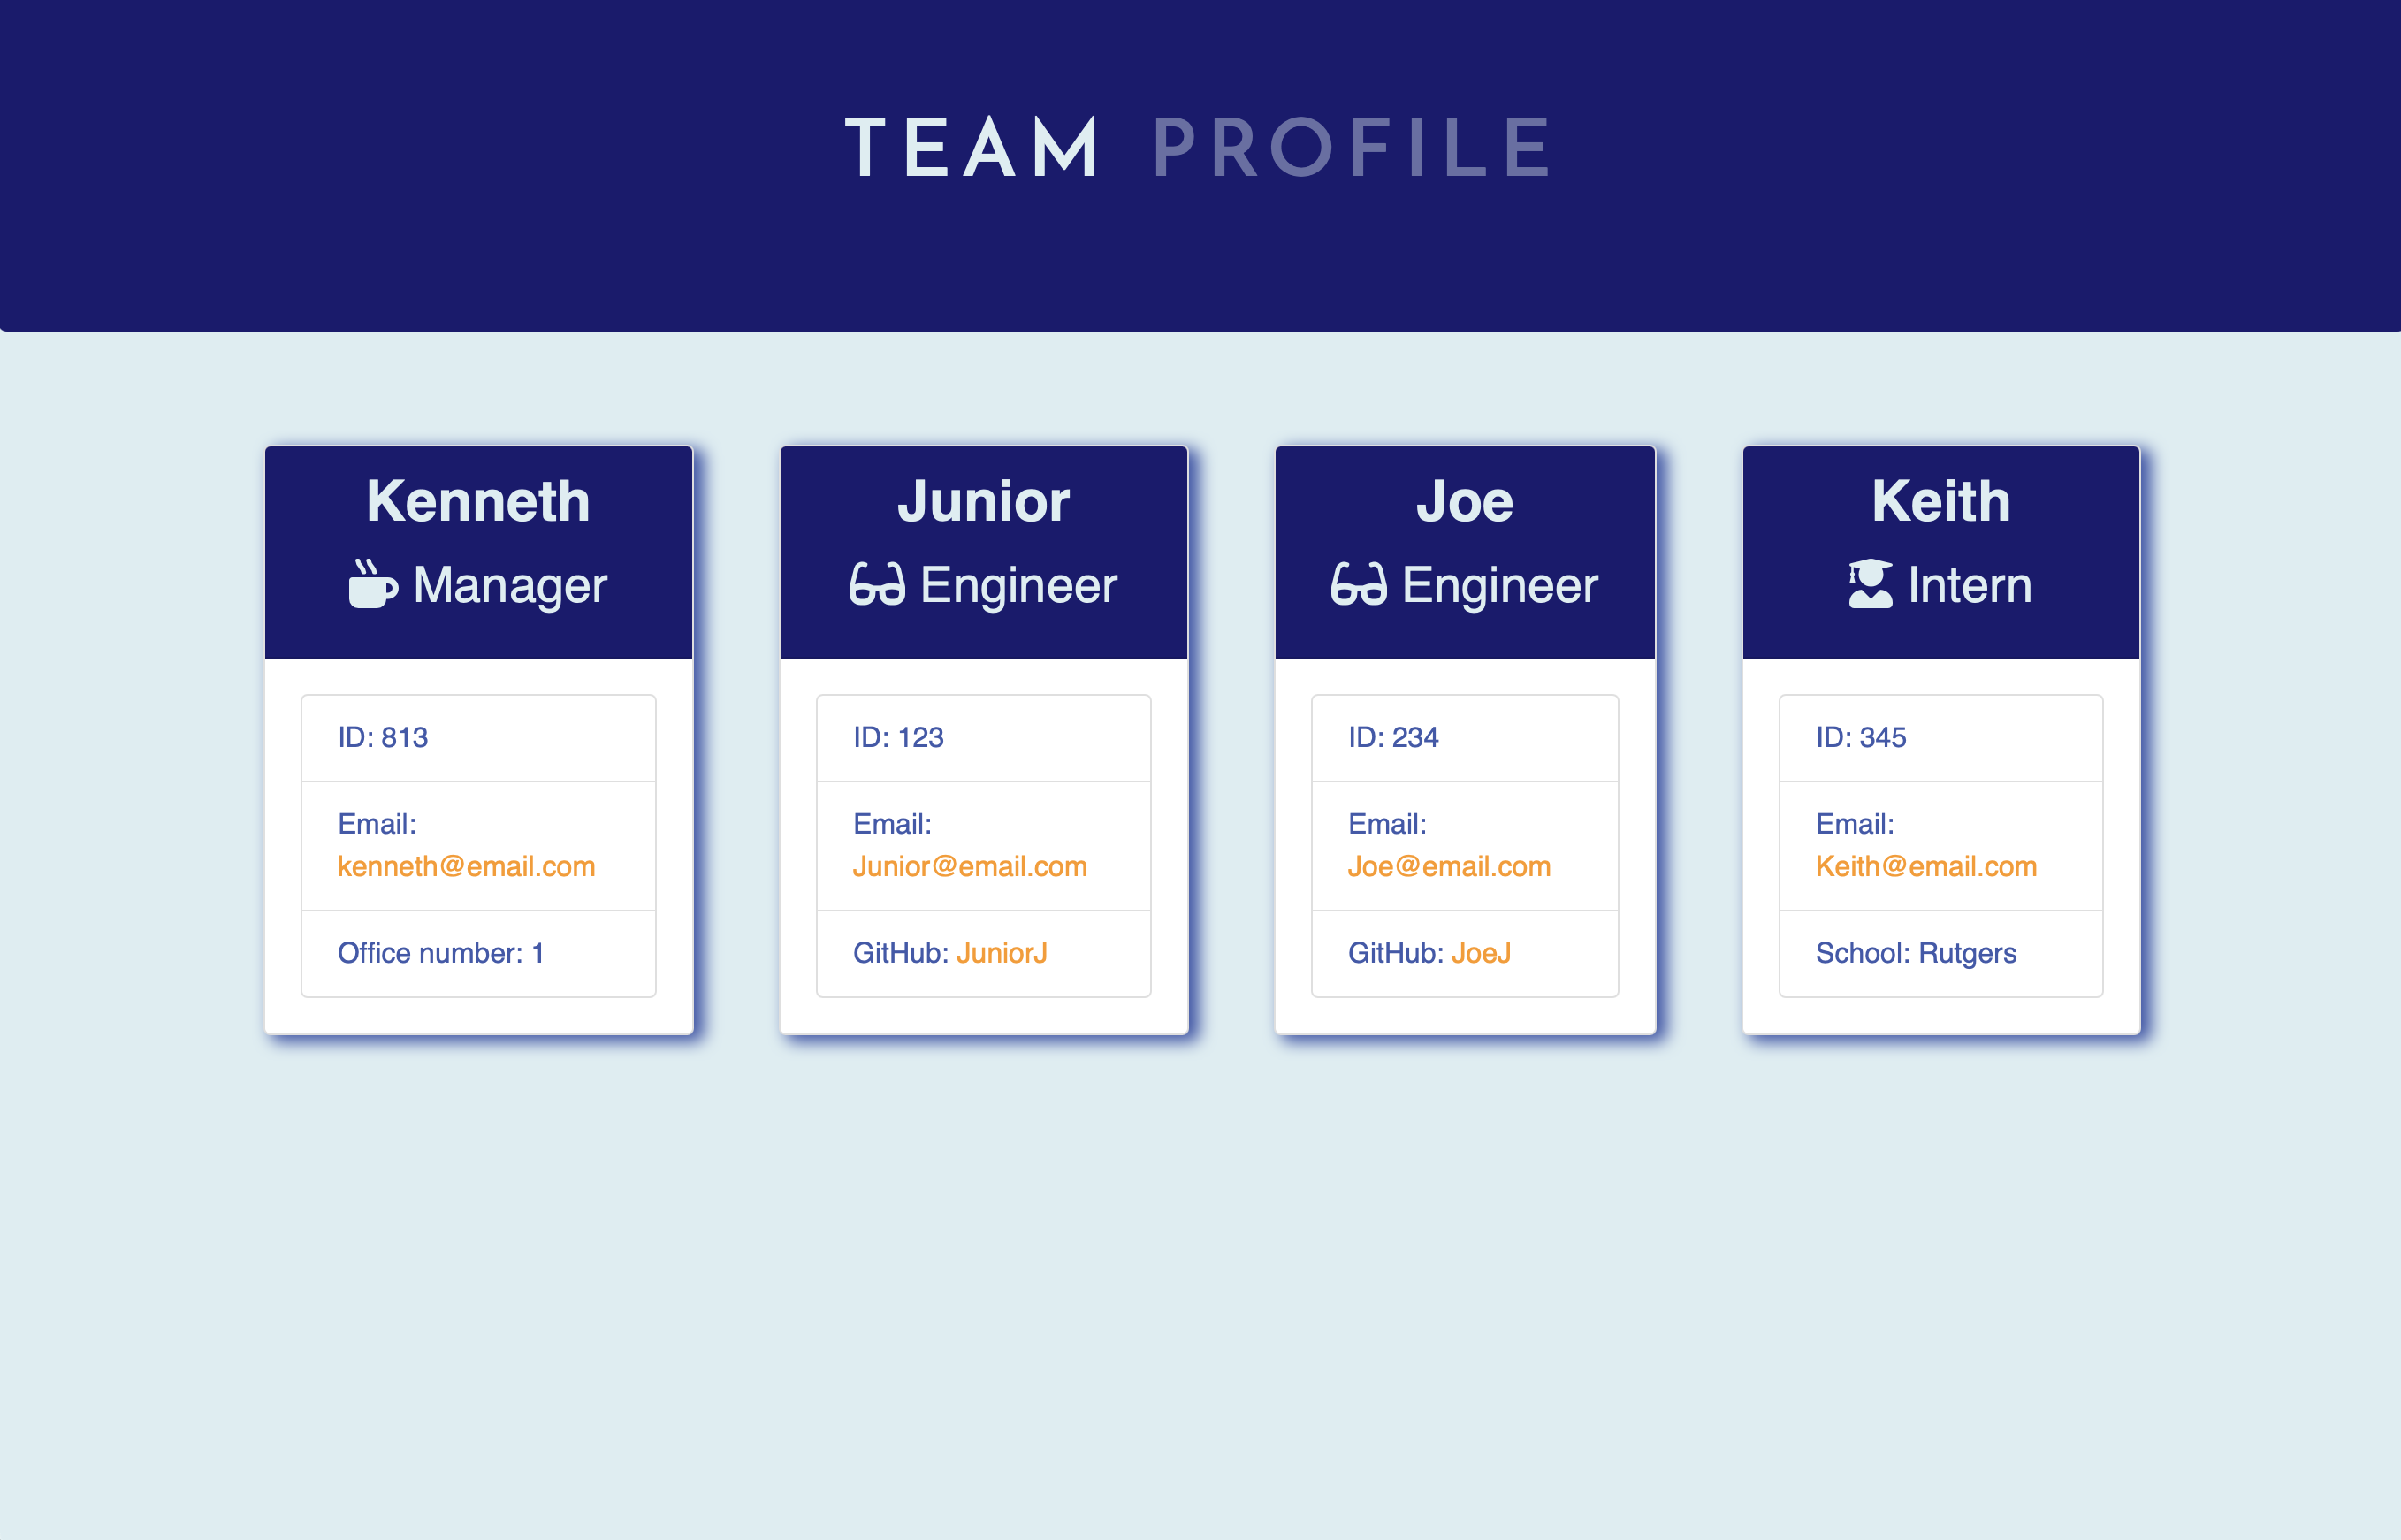 TEAM PROFILE
Kenneth
Manager
ID: 813
Email:
kenneth@email.com
Office number: 1
Junior
Engineer
ID: 123
Email:
Junior@email.com
GitHub: JuniorJ
Joe
Engineer
ID: 234
Email:
Joe@email.com
GitHub: JoeJ
Keith
Intern
ID: 345
Email:
Keith@email.com
School: Rutgers